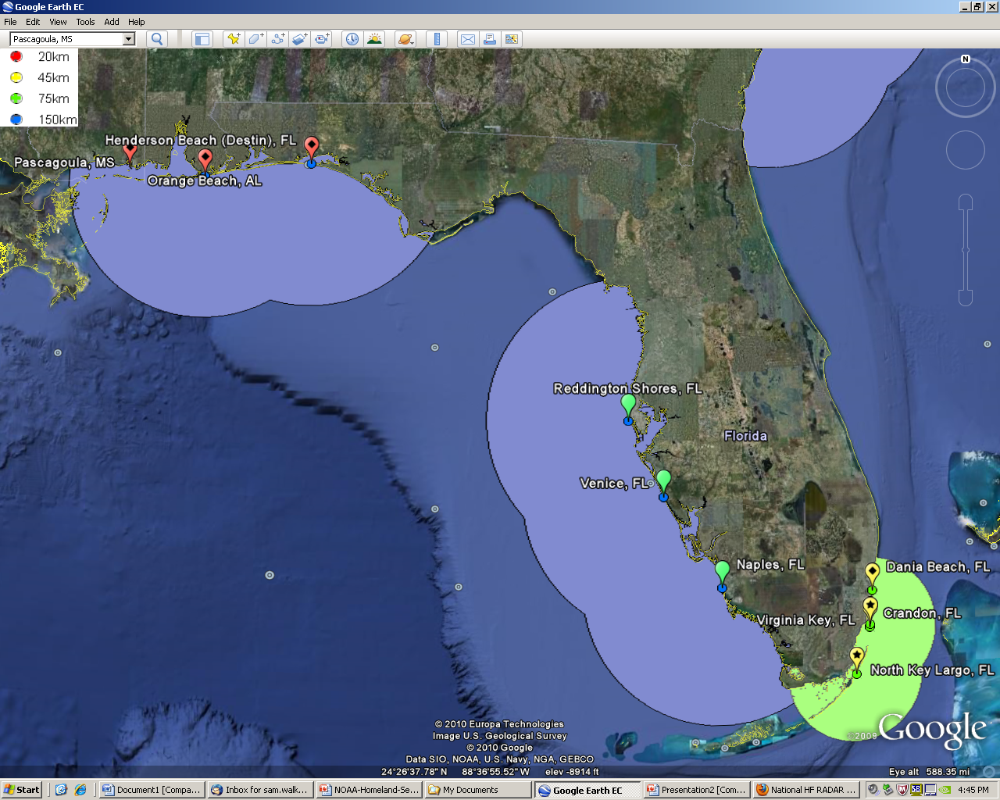 Google Earth EC
File Edit View Tools Add Help
Pascagoula, MS
N
20km
45km
75km
150km
Henderson Beach (Destin), FL
Pascagoula, MS
Orange Beach, AL
Reddington Shores, FL
Florida
Venice, FL
Naples, FL
Dania Beach, FL
Crandon, FL
Virginia Key, FL
North Key Largo, FL
© 2010 Europa Technologies
Image U.S. Geological Survey
© 2010 Google
Data SIO, NOAA, U.S. Navy, NGA, GEBCO
© 2009 Google
24°26'37.78" N 88°36'55.52" W elev -8914 ft
Eye alt 588.35 mi
Start Document1 [Compa... Inbox for sam.walk... NOAA-Homeland-Se... My Documents Google Earth EC Presentation2 [Com... National HF RADAR ... 4:45 PM